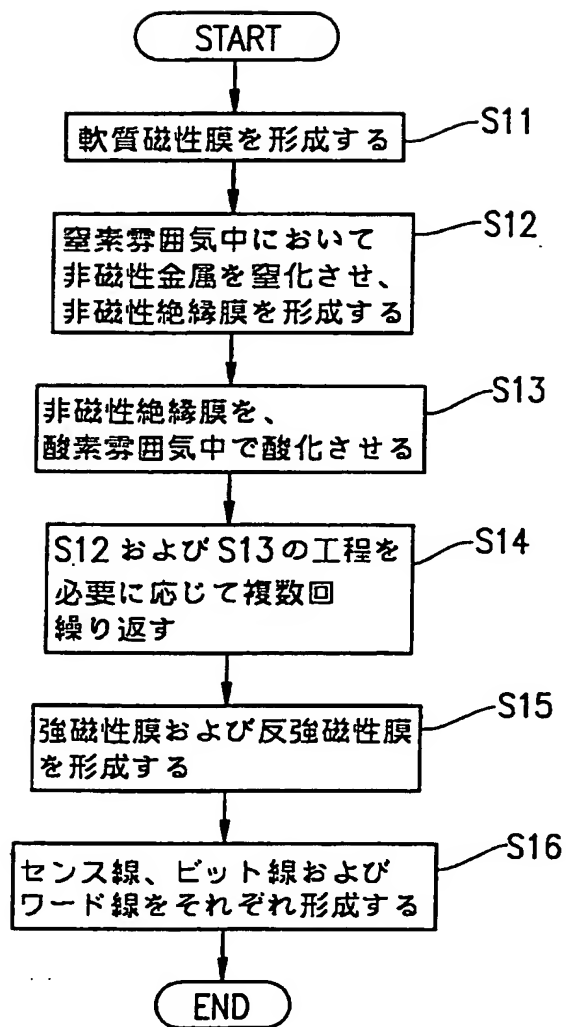 START
軟質磁性膜を形成する
S11
窒素雰囲気中において
非磁性金属を窒化させ、
非磁性絶縁膜を形成する
S12
非磁性絶縁膜を、
酸素雰囲気中で酸化させる
S13
S12およびS13の工程を
必要に応じて複数回
繰り返す
S14
強磁性膜および反強磁性膜
を形成する
S15
センス線、ビット線および
ワード線をそれぞれ形成する
S16
END